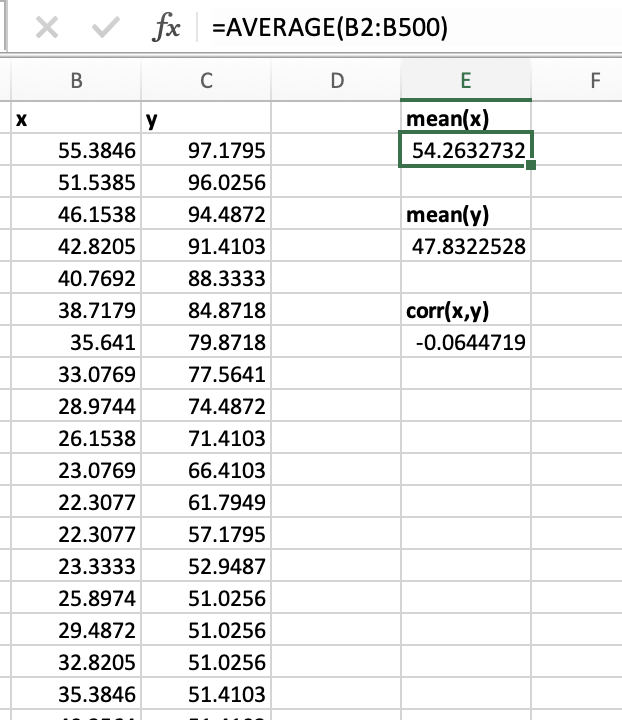 fx =AVERAGE(B2:B500)
B C D E F
x y mean(x)
55.3846 97.1795 54.2632732
51.5385 96.0256
46.1538 94.4872 mean(y)
42.8205 91.4103 47.8322528
40.7692 88.3333
38.7179 84.8718 corr(x,y)
35.641 79.8718 -0.0644719
33.0769 77.5641
28.9744 74.4872
26.1538 71.4103
23.0769 66.4103
22.3077 61.7949
22.3077 57.1795
23.3333 52.9487
25.8974 51.0256
29.4872 51.0256
32.8205 51.0256
35.3846 51.4103